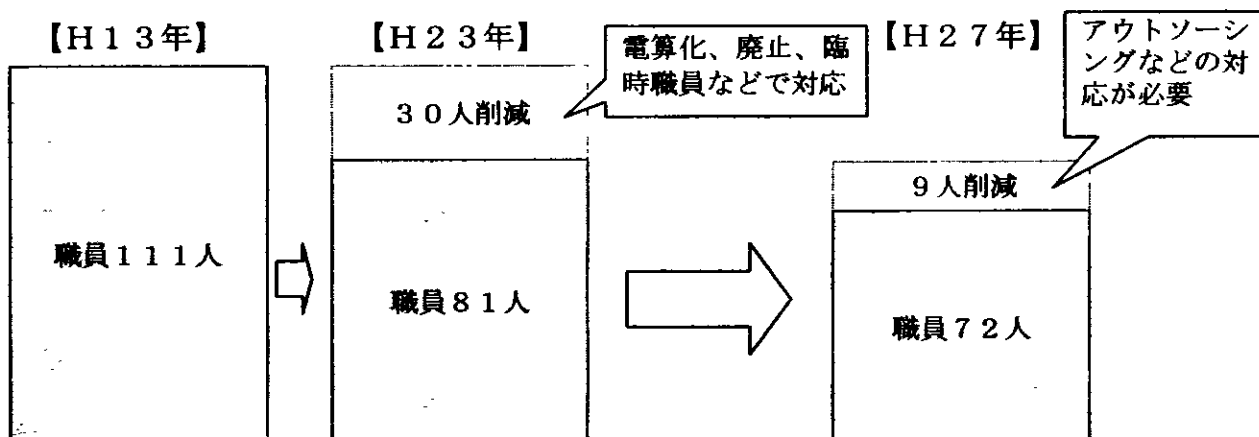 【H13年】
【H23年】
電算化、廃止、臨
時職員などで対応
【H27年】
アウトソーシ
ングなどの対
応が必要
30人削減
9人削減
職員111人
職員81人
職員72人